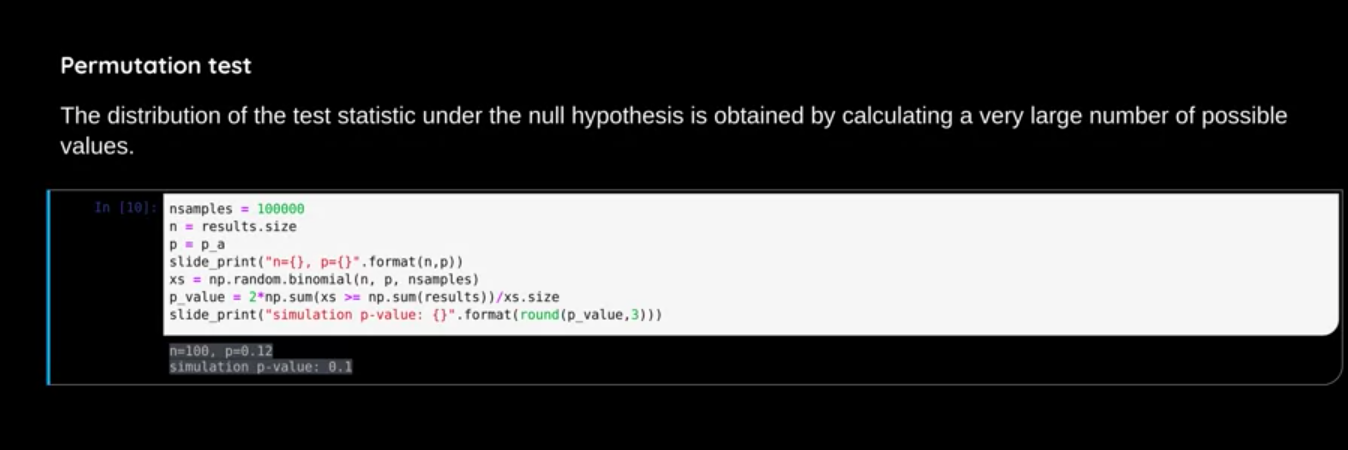 Permutation test
The distribution of the test statistic under the null hypothesis is obtained by calculating a very large number of possible
values.
In [10]:
nsamples = 100000
n = results.size
p = p_a
slide_print("n={}, p={}".format(n,p))
xs = np.random.binomial(n, p, nsamples)
p_value = 2*np.sum(xs >= np.sum(results))/xs.size
slide_print("simulation p-value: {}".format(round(p_value,3)))
n=100, p=0.12
simulation p-value: 0.1